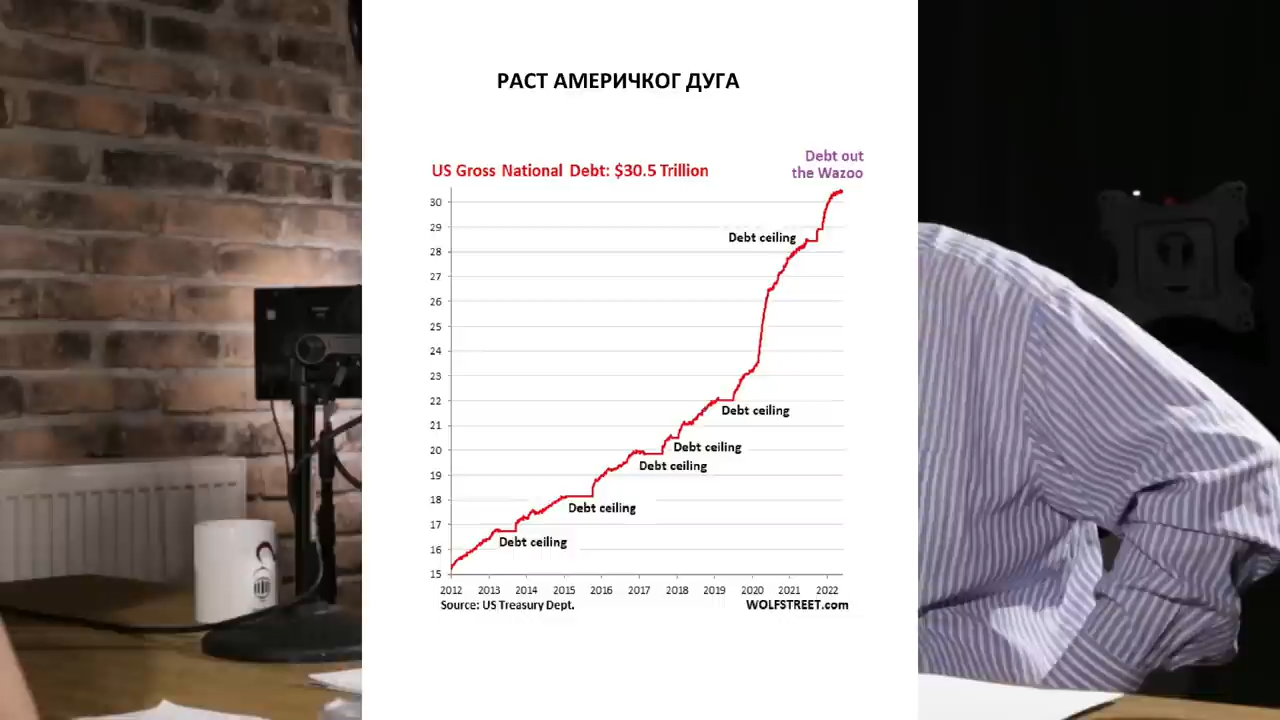 РАСТ АМЕРИЧКОГ ДУГА
Debt out
the Wazoo
US Gross National Debt: $30.5 Trillion
30
29
Debt ceiling
28
27
26
25
24
23
22
Debt ceiling
21
Debt ceiling
20
Debt ceiling
19
18
Debt ceiling
17
Debt ceiling
16
15
2012 2013 2014 2015 2016 2017 2018 2019 2020 2021 2022
Source: US Treasury Dept. WOLFSTREET.com